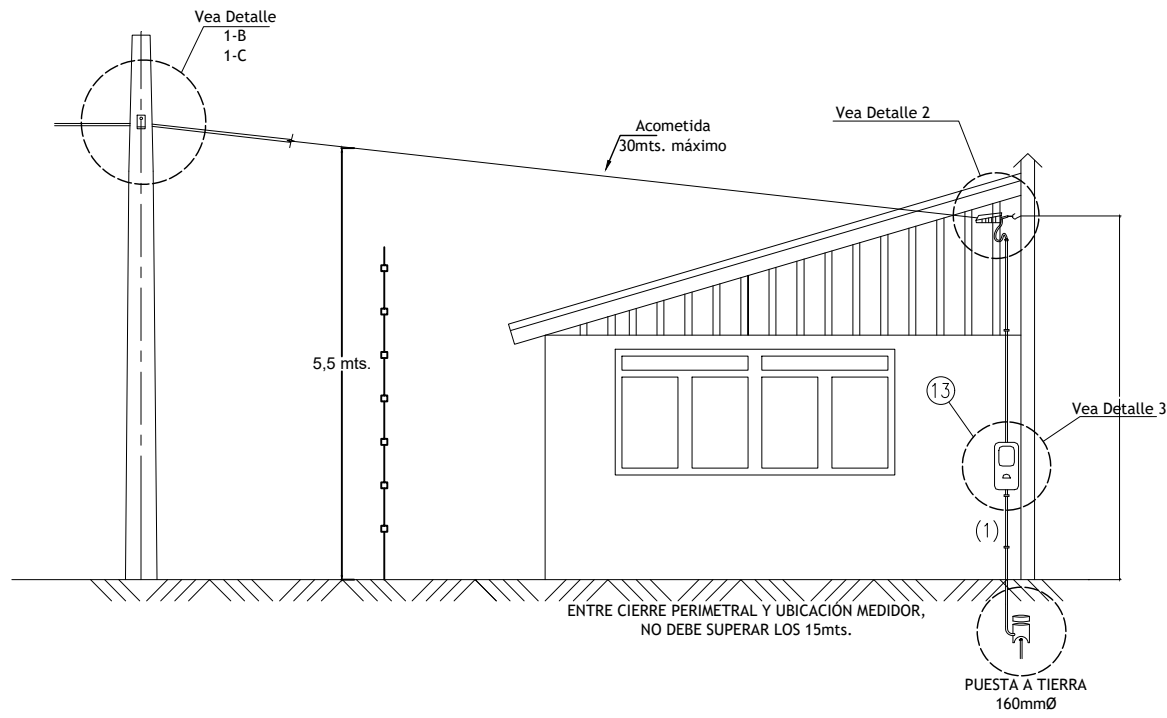 Vea Detalle
1-B
1-C
Acometida
30mts. máximo
Vea Detalle 2
5,5 mts.
13
Vea Detalle 3
(1)
ENTRE CIERRE PERIMETRAL Y UBICACIÓN MEDIDOR,
NO DEBE SUPERAR LOS 15mts.
PUESTA A TIERRA
160mmØ